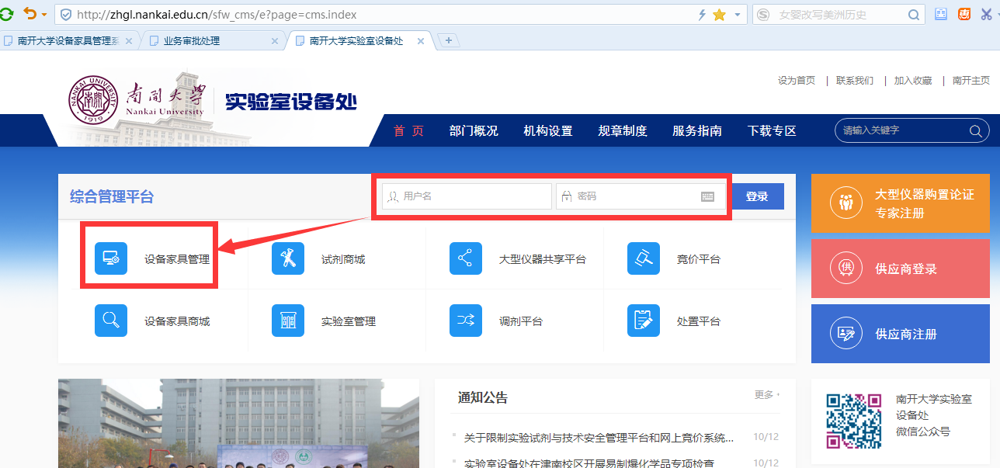 http://zhgl.nankai.edu.cn/sfw_cms/e?page=cms.index
女婴改写美洲历史
南开大学设备家具管理系
业务审批处理
南开大学实验室设备处
设为首页 | 联系我们 | 加入收藏 | 南开主页
NANKAI UNIVERSITY
南開
1919
南開大學
Nankai University
实验室设备处
首 页 部门概况 机构设置 规章制度 服务指南 下载专区
请输入关键字
综合管理平台
用户名
密码
登录
设备家具管理
试剂商城
大型仪器共享平台
竞价平台
设备家具商城
实验室管理
调剂平台
处置平台
大型仪器购置论证
专家注册
供
供应商登录
供应商注册
通知公告
更多
关于限制实验试剂与技术安全管理平台和网上竞价系统... 10/12
实验室设备处在津南校区开展易制爆化学品专项检查 10/12
南开大学实验室
设备处
微信公众号